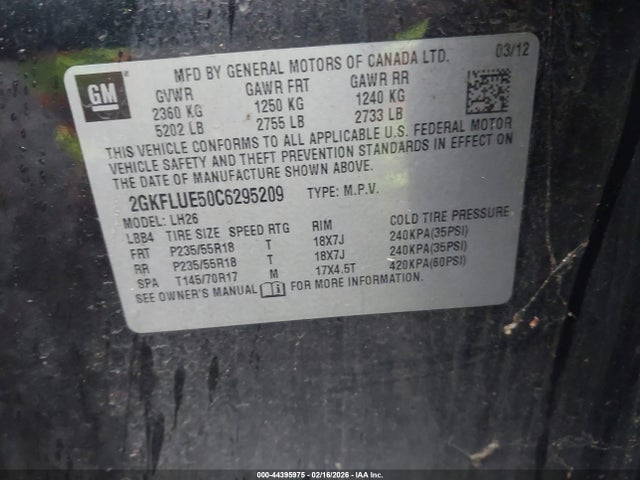 MFD BY GENERAL MOTORS OF CANADA LTD. 03/12
GM
GVWR GAWR FRT GAWR RR
2360 KG 1250 KG 1240 KG
5202 LB 2755 LB 2733 LB
THIS VEHICLE CONFORMS TO ALL APPLICABLE U.S. FEDERAL MOTOR
VEHICLE SAFETY AND THEFT PREVENTION STANDARDS IN EFFECT ON
THE DATE OF MANUFACTURE SHOWN ABOVE.
2GKFLUE50C6295209 TYPE: M.P.V.
MODEL: LH26
LBB4 TIRE SIZE SPEED RTG RIM COLD TIRE PRESSURE
FRT P235/55R18 T 18X7J 240KPA(35PSI)
RR P235/55R18 T 18X7J 240KPA(35PSI)
SPA T145/70R17 M 17X4.5T 420KPA(60PSI)
SEE OWNER'S MANUAL i FOR MORE INFORMATION.
000-44395975 - 02/16/2026 - IAA Inc.